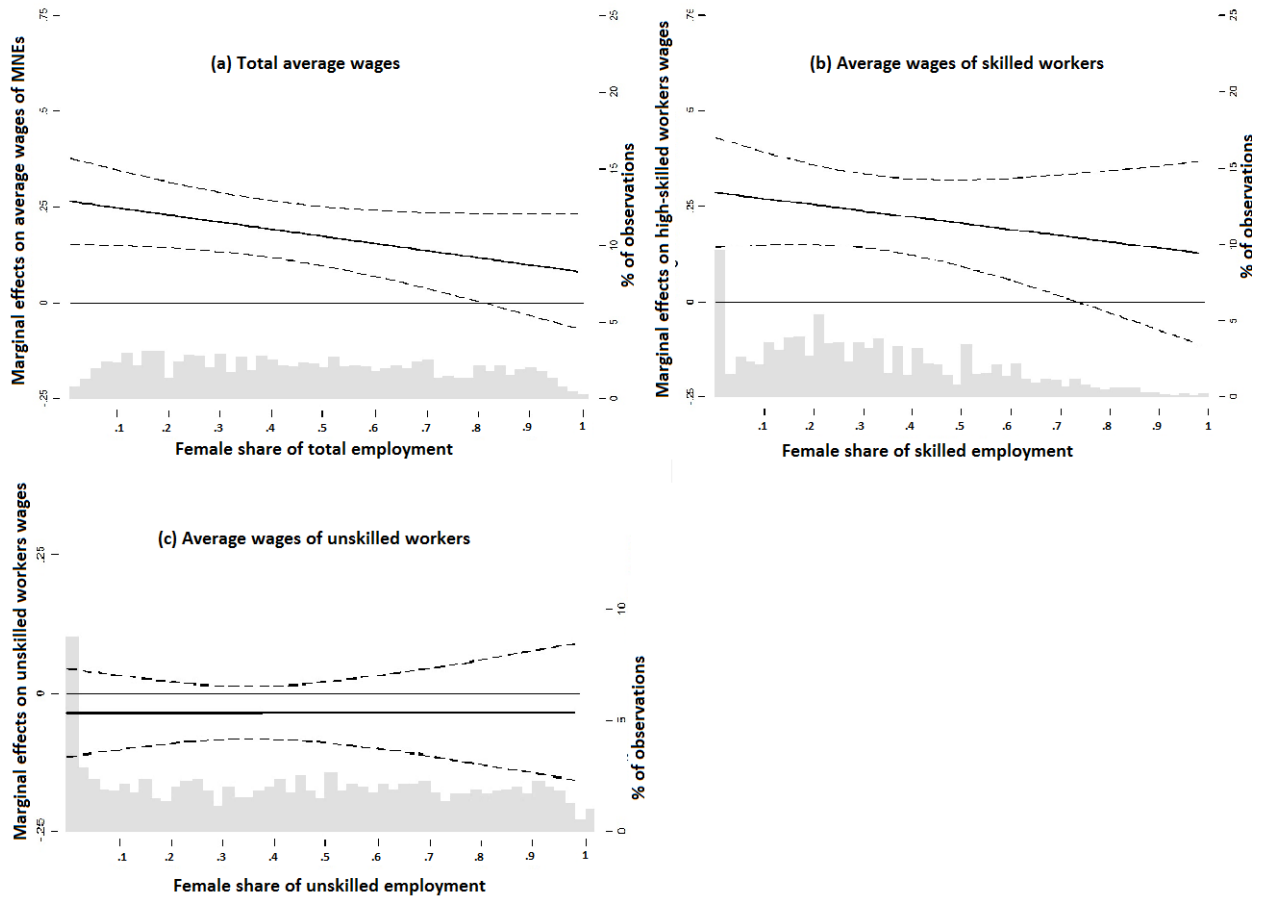 Marginal effects on average wages of MNEs
.75
.5
.25
0
-.25
(a) Total average wages
25
20
15
10
5
0
% of observations
.1 .2 .3 .4 .5 .6 .7 .8 .9 1
Female share of total employment
Marginal effects on high-skilled workers wages
.75
.5
.25
0
-.25
(b) Average wages of skilled workers
25
20
15
10
5
0
% of observations
.1 .2 .3 .4 .5 .6 .7 .8 .9 1
Female share of skilled employment
Marginal effects on unskilled workers wages
.25
0
-.25
(c) Average wages of unskilled workers
10
5
0
% of observations
.1 .2 .3 .4 .5 .6 .7 .8 .9 1
Female share of unskilled employment